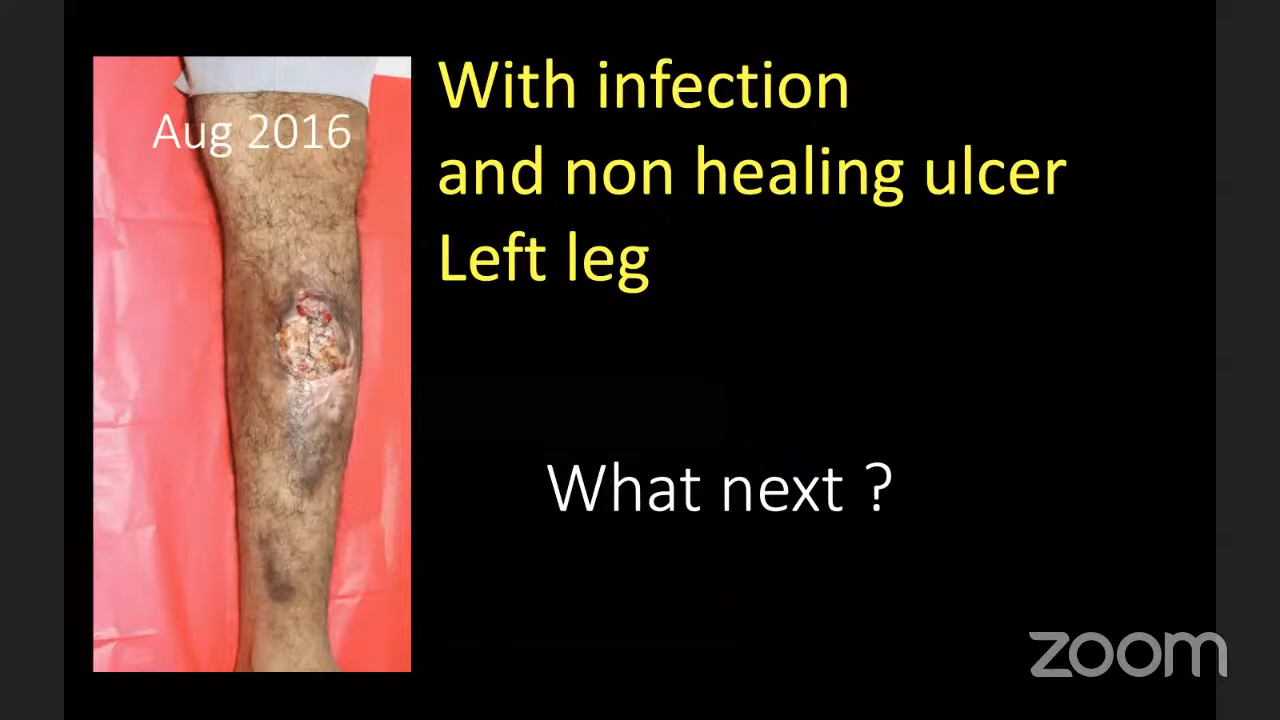 Aug 2016
With infection
and non healing ulcer
Left leg
What next ?
zoom